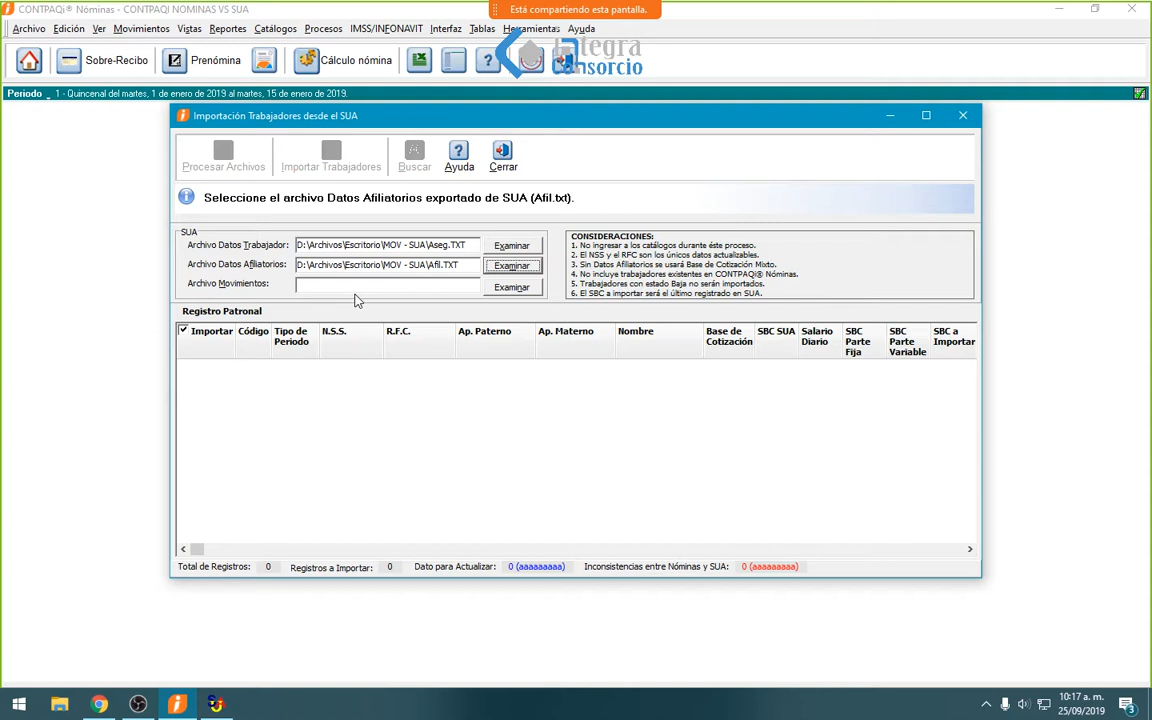 CONTPAQi® Nóminas - CONTPAQI NOMINAS VS SUA
Está compartiendo esta pantalla.
Archivo Edición Ver Movimientos Vistas Reportes Catálogos Procesos IMSS/INFONAVIT Interfaz Tablas Herramientas Ayuda
Sobre-Recibo Prenómina Cálculo nómina
Integra
Consorcio
Periodo 1 - Quincenal del martes, 1 de enero de 2019 al martes, 15 de enero de 2019.
Importación Trabajadores desde el SUA
Procesar Archivos Importar Trabajadores Buscar Ayuda Cerrar
Seleccione el archivo Datos Afiliatorios exportado de SUA (Afil.txt).
SUA
Archivo Datos Trabajador: D:\Archivos\Escritorio\MOV - SUA\Aseg.TXT Examinar
Archivo Datos Afiliatorios: D:\Archivos\Escritorio\MOV - SUA\Afil.TXT Examinar
Archivo Movimientos: Examinar
CONSIDERACIONES:
1. No ingresar a los catálogos durante éste proceso.
2. El NSS y el RFC son los únicos datos actualizables.
3. Sin Datos Afiliatorios se usará Base de Cotización Mixto.
4. No incluye trabajadores existentes en CONTPAQi® Nóminas.
5. Trabajadores con estado Baja no serán importados.
6. El SBC a importar será el último registrado en SUA.
Registro Patronal
Importar Código Tipo de Periodo N.S.S. R.F.C. Ap. Paterno Ap. Materno Nombre Base de Cotización SBC SUA Salario Diario SBC Parte Fija SBC Parte Variable SBC a Importar
Total de Registros: 0 Registros a Importar: 0 Dato para Actualizar: 0 (aaaaaaaaa) Inconsistencias entre Nóminas y SUA: 0 (aaaaaaaaa)
10:17 a. m.
25/09/2019
3